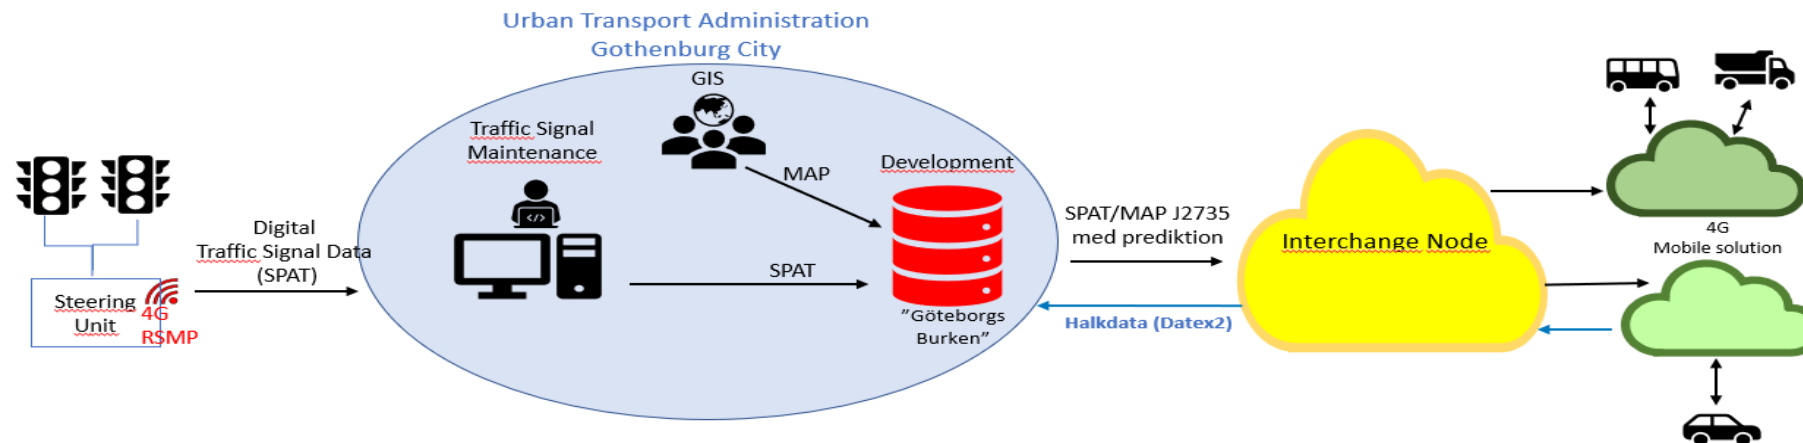 Urban Transport Administration
Gothenburg City
GIS
Traffic Signal
Maintenance
MAP
Development
Digital
Traffic Signal Data
(SPAT)
SPAT
Steering
Unit
4G
RSMP
”Göteborgs
Burken”
SPAT/MAP J2735
med prediktion
Halkdata (Datex2)
Interchange Node
4G
Mobile solution